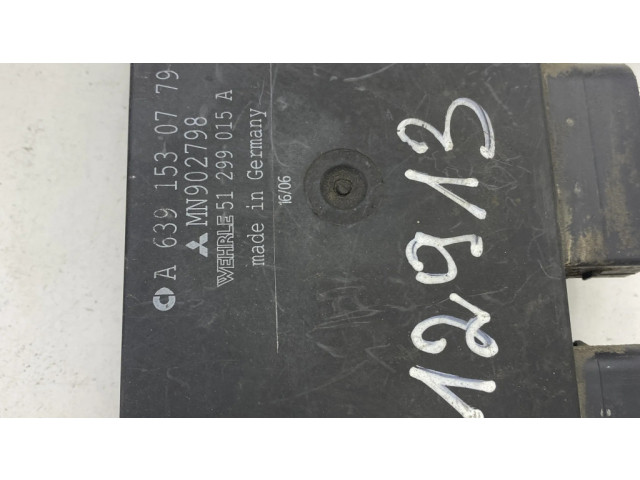 A 639 153 07 79
MN902798
WEHRLE 51 299 015 A
made in Germany
16/06
12913